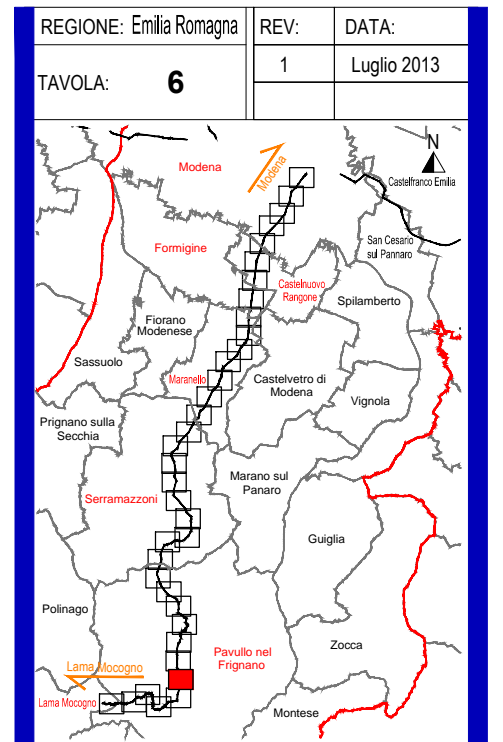 REGIONE: Emilia Romagna
REV:
DATA:
TAVOLA: 6
1
Luglio 2013
N
Modena
Modena
Castelfranco Emilia
Formigine
San Cesario
sul Pannaro
Castelnuovo
Rangone
Spilamberto
Fiorano
Modenese
Sassuolo
Maranello
Castelvetro di
Modena
Vignola
Prignano sulla
Secchia
Marano sul
Panaro
Serramazzoni
Guiglia
Polinago
Zocca
Pavullo nel
Frignano
Lama Mocogno
Lama Mocogno
Montese